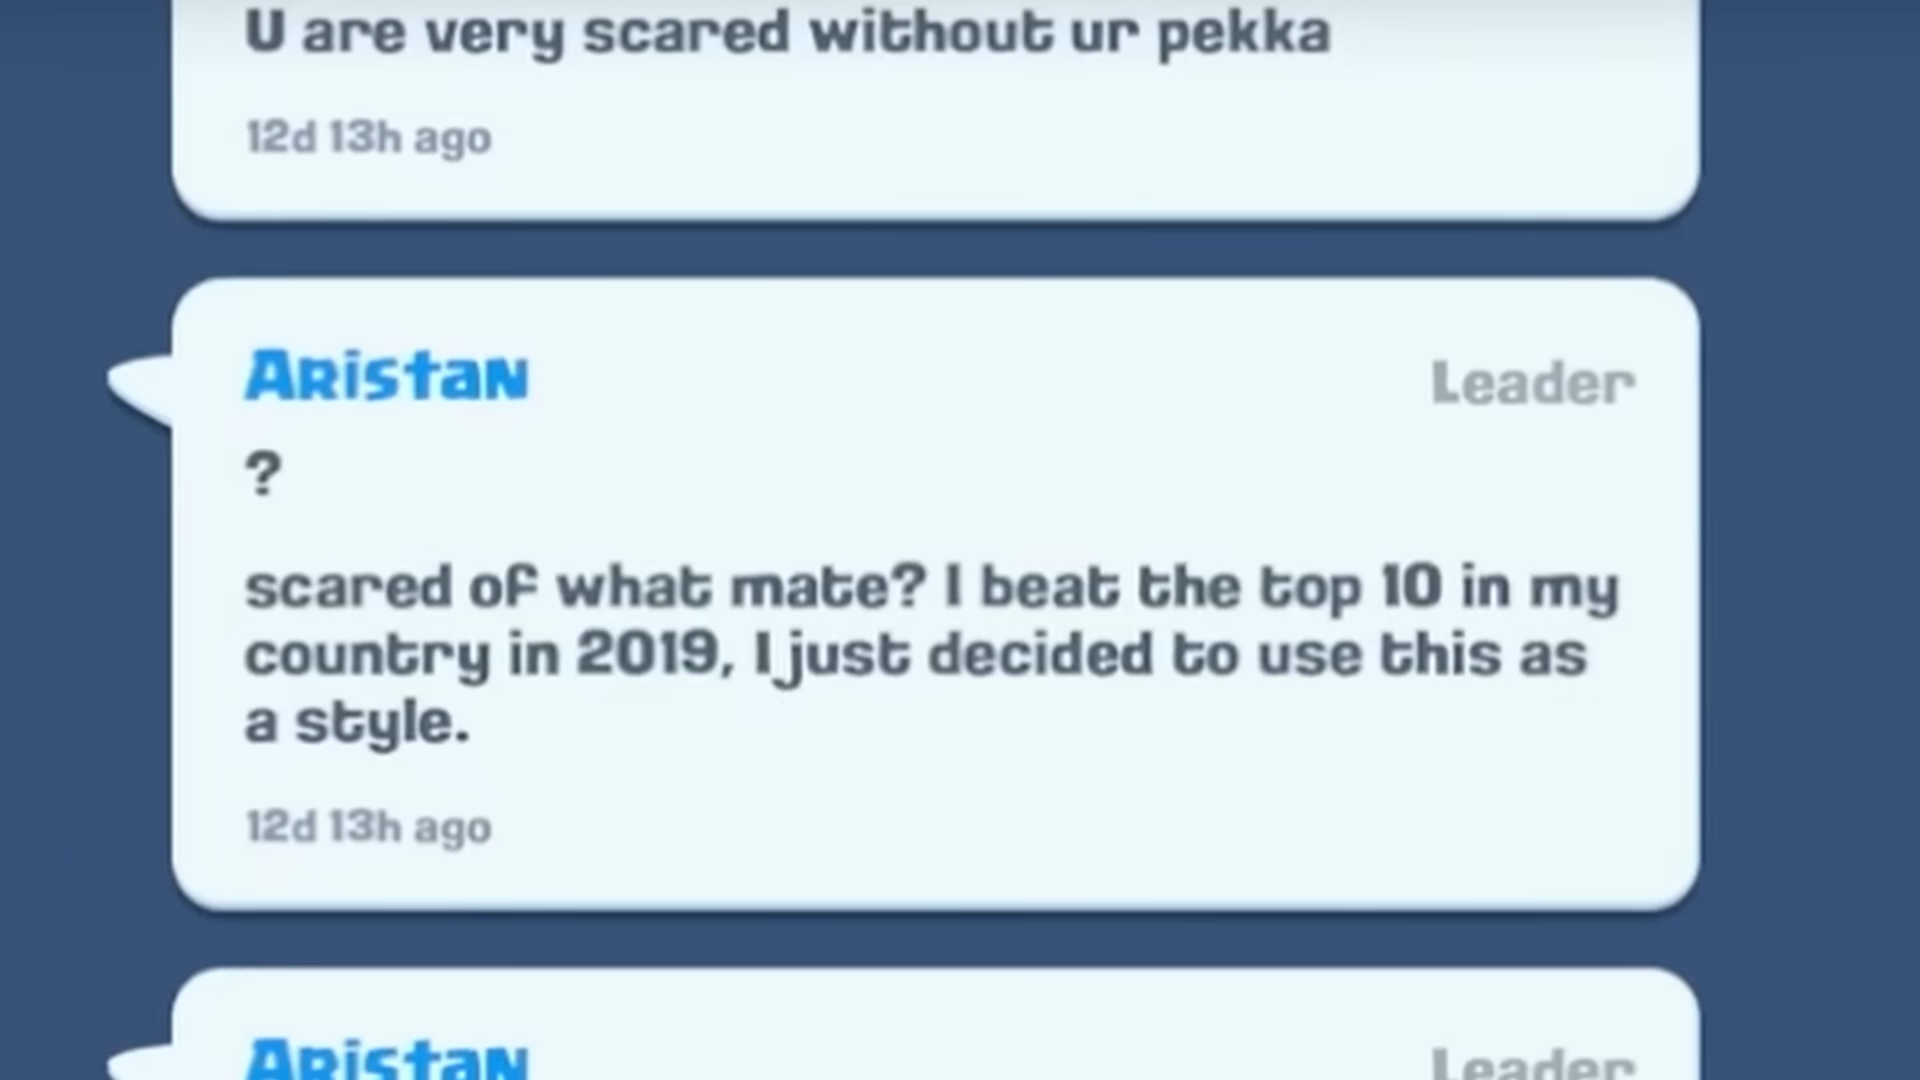 U are very scared without ur pekka
12d 13h ago
Aristan
Leader
?
scared of what mate? I beat the top 10 in my
country in 2019, I just decided to use this as
a style.
12d 13h ago
Aristan
Leader